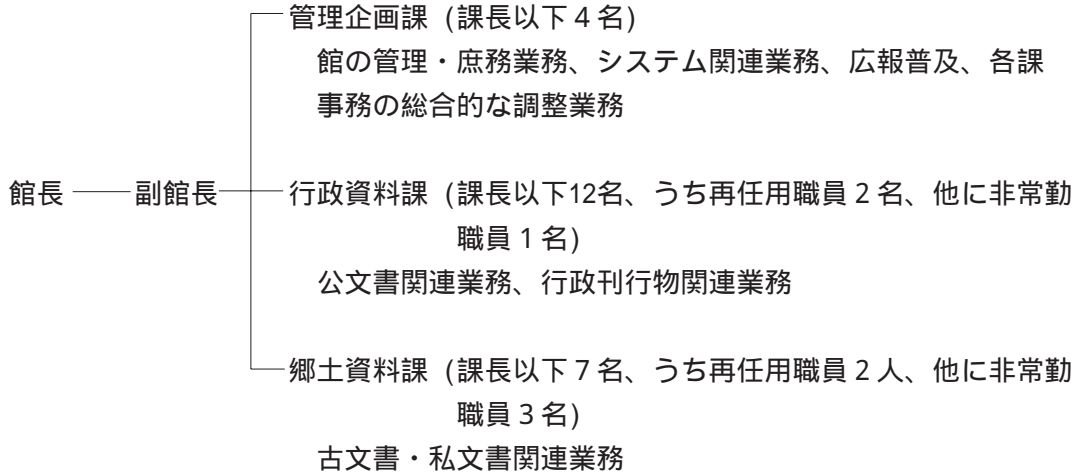 管理企画課 (課長以下4名)
館の管理・庶務業務、システム関連業務、広報普及、各課
事務の総合的な調整業務
館長 副館長 行政資料課 (課長以下12名、うち再任用職員2名、他に非常勤
職員1名)
公文書関連業務、行政刊行物関連業務
郷土資料課 (課長以下7名、うち再任用職員2人、他に非常勤
職員3名)
古文書・私文書関連業務